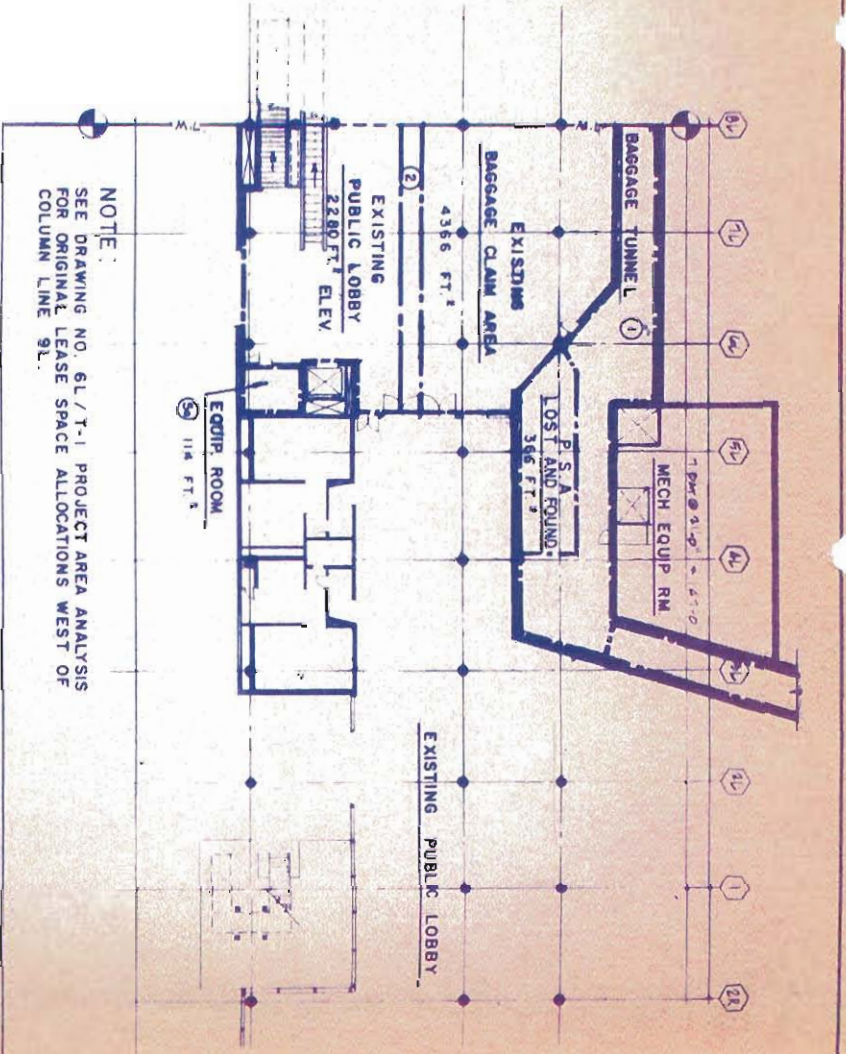 8L
7L
6L
5L
4L
3L
2L
1
2R
M.L.
M.L.
BAGGAGE TUNNEL
1
MECH EQUIP RM
P.S.A.
LOST AND FOUND
366 FT.²
EXISTING
BAGGAGE CLAIM AREA
4356 FT.²
2
EXISTING
PUBLIC LOBBY
2280 FT.²
ELEV.
EXISTING PUBLIC LOBBY
EQUIP. ROOM
114 FT.²
NOTE:
SEE DRAWING NO. 6L / T-1 PROJECT AREA ANALYSIS
FOR ORIGINAL LEASE SPACE ALLOCATIONS WEST OF
COLUMN LINE 9L.